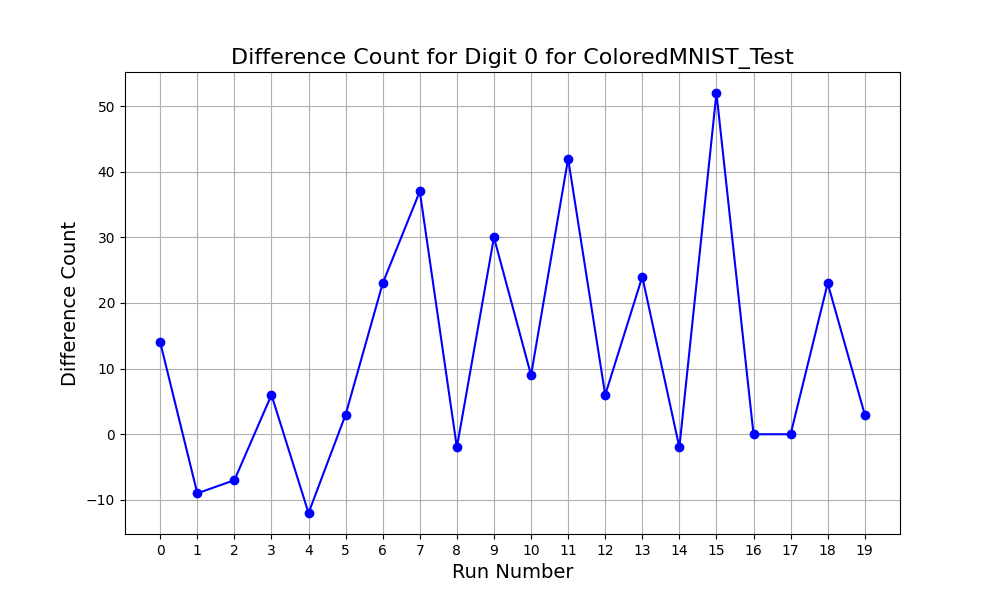 Difference Count for Digit 0 for ColoredMNIST_Test
50
40
30
20
10
0
−10
Difference Count
0 1 2 3 4 5 6 7 8 9 10 11 12 13 14 15 16 17 18 19
Run Number